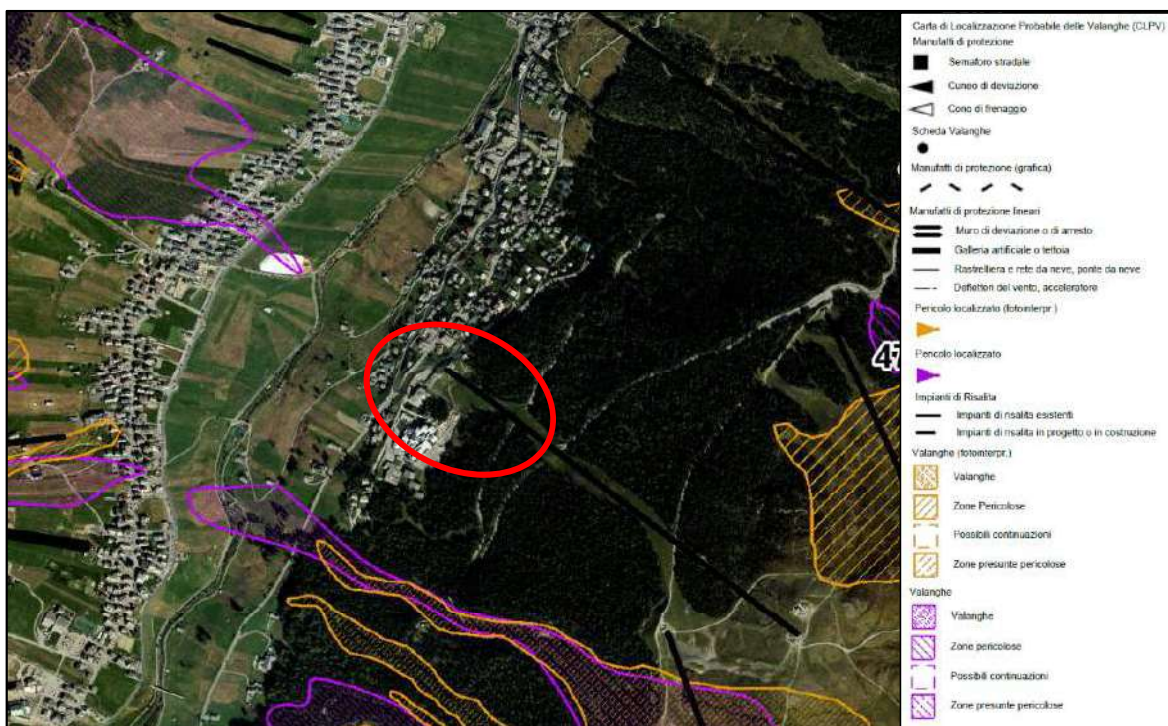 Carta di Localizzazione Probabile delle Valanghe (CLPV)
Manufatti di protezione
Semaforo stradale
Cuneo di deviazione
Cono di frenaggio
Scheda Valanghe
Manufatti di protezione (grafica)
Manufatti di protezione lineari
Muro di deviazione o di arresto
Galleria artificiale o tettoia
Rastrelliera e rete da neve, ponte da neve
Deflettori del vento, acceleratore
Pericolo localizzato (fotointerpr.)
Pericolo localizzato
47
Impianti di Risalita
Impianti di risalita esistenti
Impianti di risalita in progetto o in costruzione
Valanghe (fotointerpr.)
Valanghe
Zone Pericolose
Possibili continuazioni
Zone presunte pericolose
Valanghe
Valanghe
Zone pericolose
Possibili continuazioni
Zone presunte pericolose